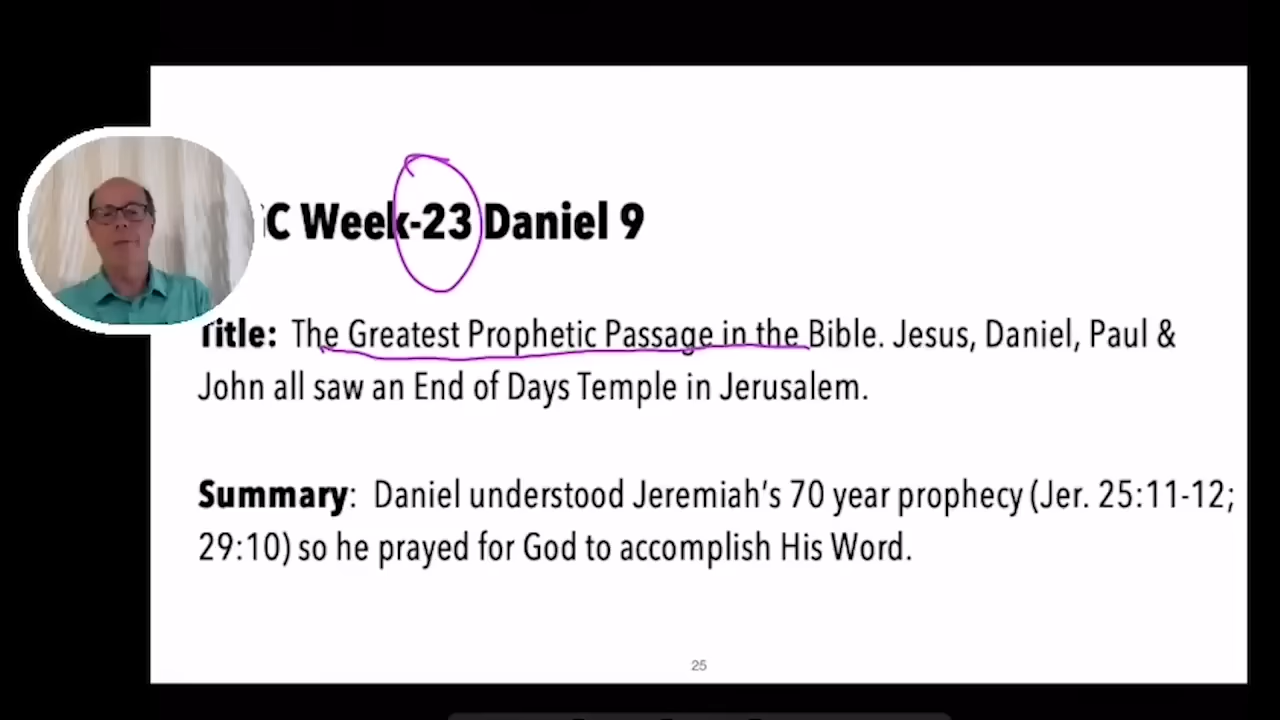 C Week-23 Daniel 9
Title: The Greatest Prophetic Passage in the Bible. Jesus, Daniel, Paul &
John all saw an End of Days Temple in Jerusalem.
Summary: Daniel understood Jeremiah's 70 year prophecy (Jer. 25:11-12;
29:10) so he prayed for God to accomplish His Word.
25